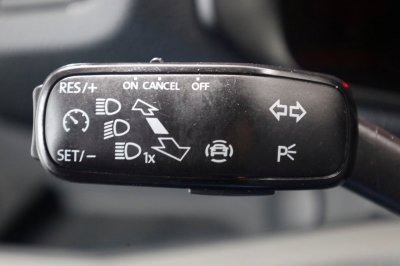 ON CANCEL OFF
RES/+
SET/-
1x
P